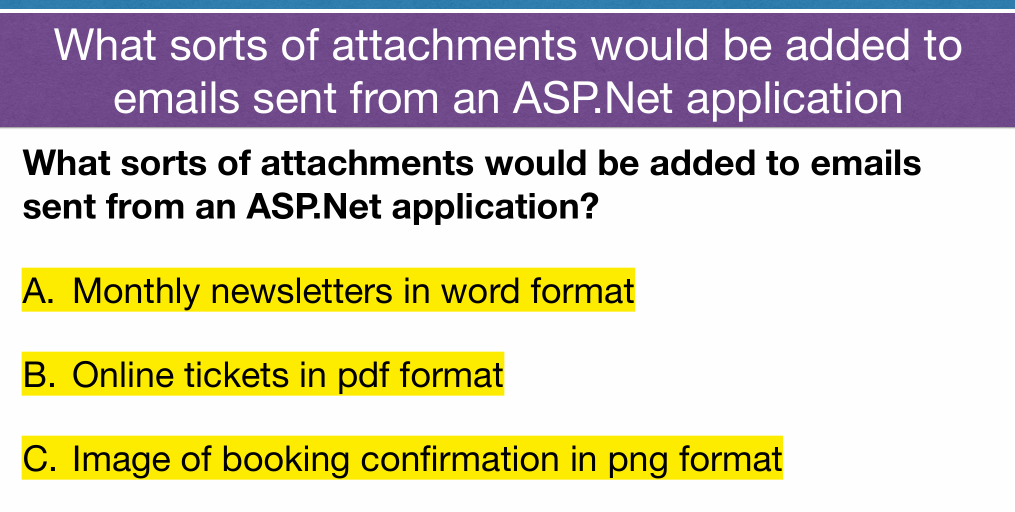 What sorts of attachments would be added to
emails sent from an ASP.Net application
What sorts of attachments would be added to emails
sent from an ASP.Net application?
A. Monthly newsletters in word format
B. Online tickets in pdf format
C. Image of booking confirmation in png format